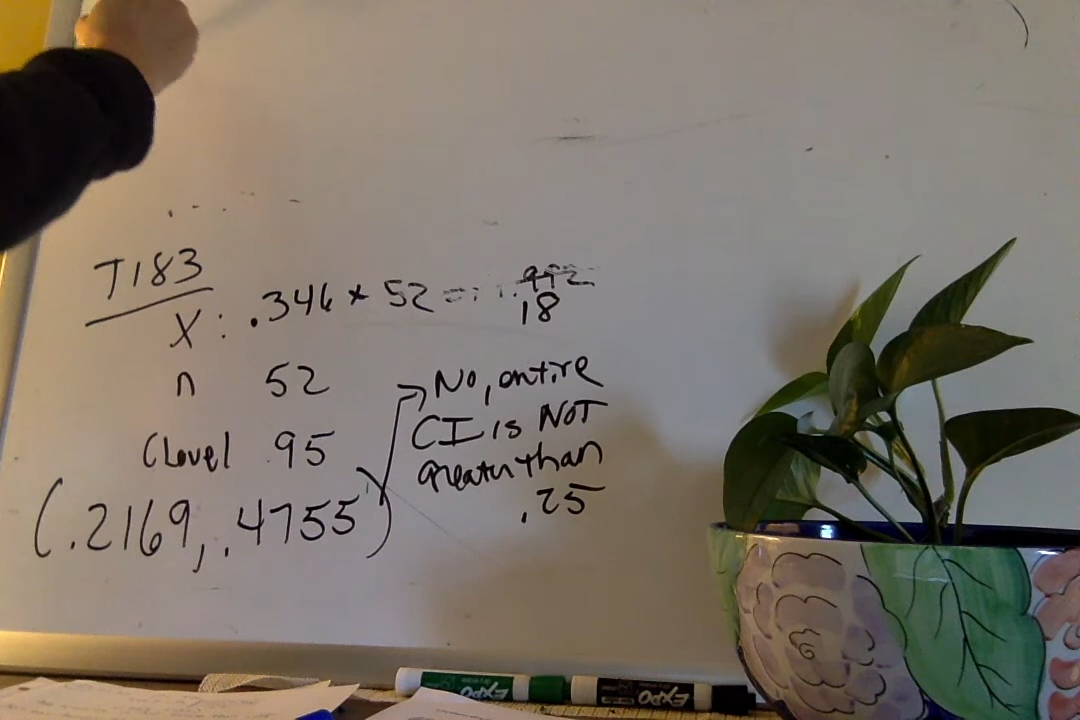 TI83
X: .346 * 52 = 18
n 52
CLevel .95
(.2169, .4755)
No, entire
CI is NOT
greater than
.25
EXPO
EXPO